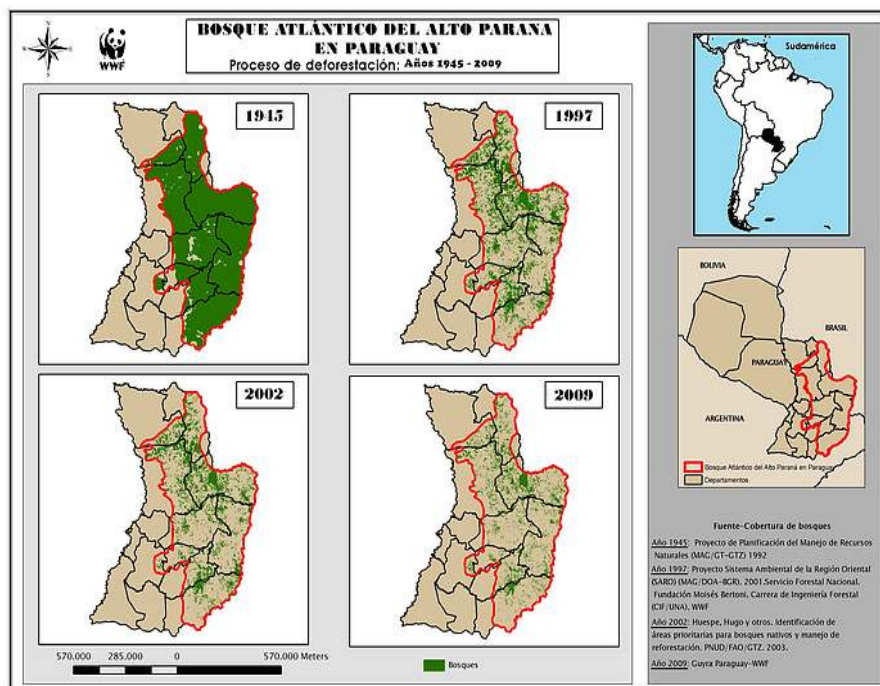 BOSQUE ATLÁNTICO DEL ALTO PARANA
EN PARAGUAY
Proceso de deforestación: Años 1945 - 2009
WWF
1945
1997
2002
2009
570.000 285.000 0 570.000 Meters
Bosques
Sudamérica
BOLIVIA
BRASIL
PARAGUAY
ARGENTINA
Bosque Atlántico del Alto Paraná en Paraguay
Departamentos
Fuente-Cobertura de bosques
Año 1945: Proyecto de Planificación del Manejo de Recursos
Naturales (MAG/GT-GTZ) 1992
Año 1997: Proyecto Sistema Ambiental de la Región Oriental
(SARO) (MAG/DOA-BGR). 2001.Servicio Forestal Nacional.
Fundación Moisés Bertoni, Carrera de Ingeniería Forestal
(CIF/UNA), WWF
Año 2002: Huespe, Hugo y otros. Identificación de
áreas prioritarias para bosques nativos y manejo de
reforestación. PNUD/FAO/GTZ. 2003.
Año 2009: Guyra Paraguay-WWF